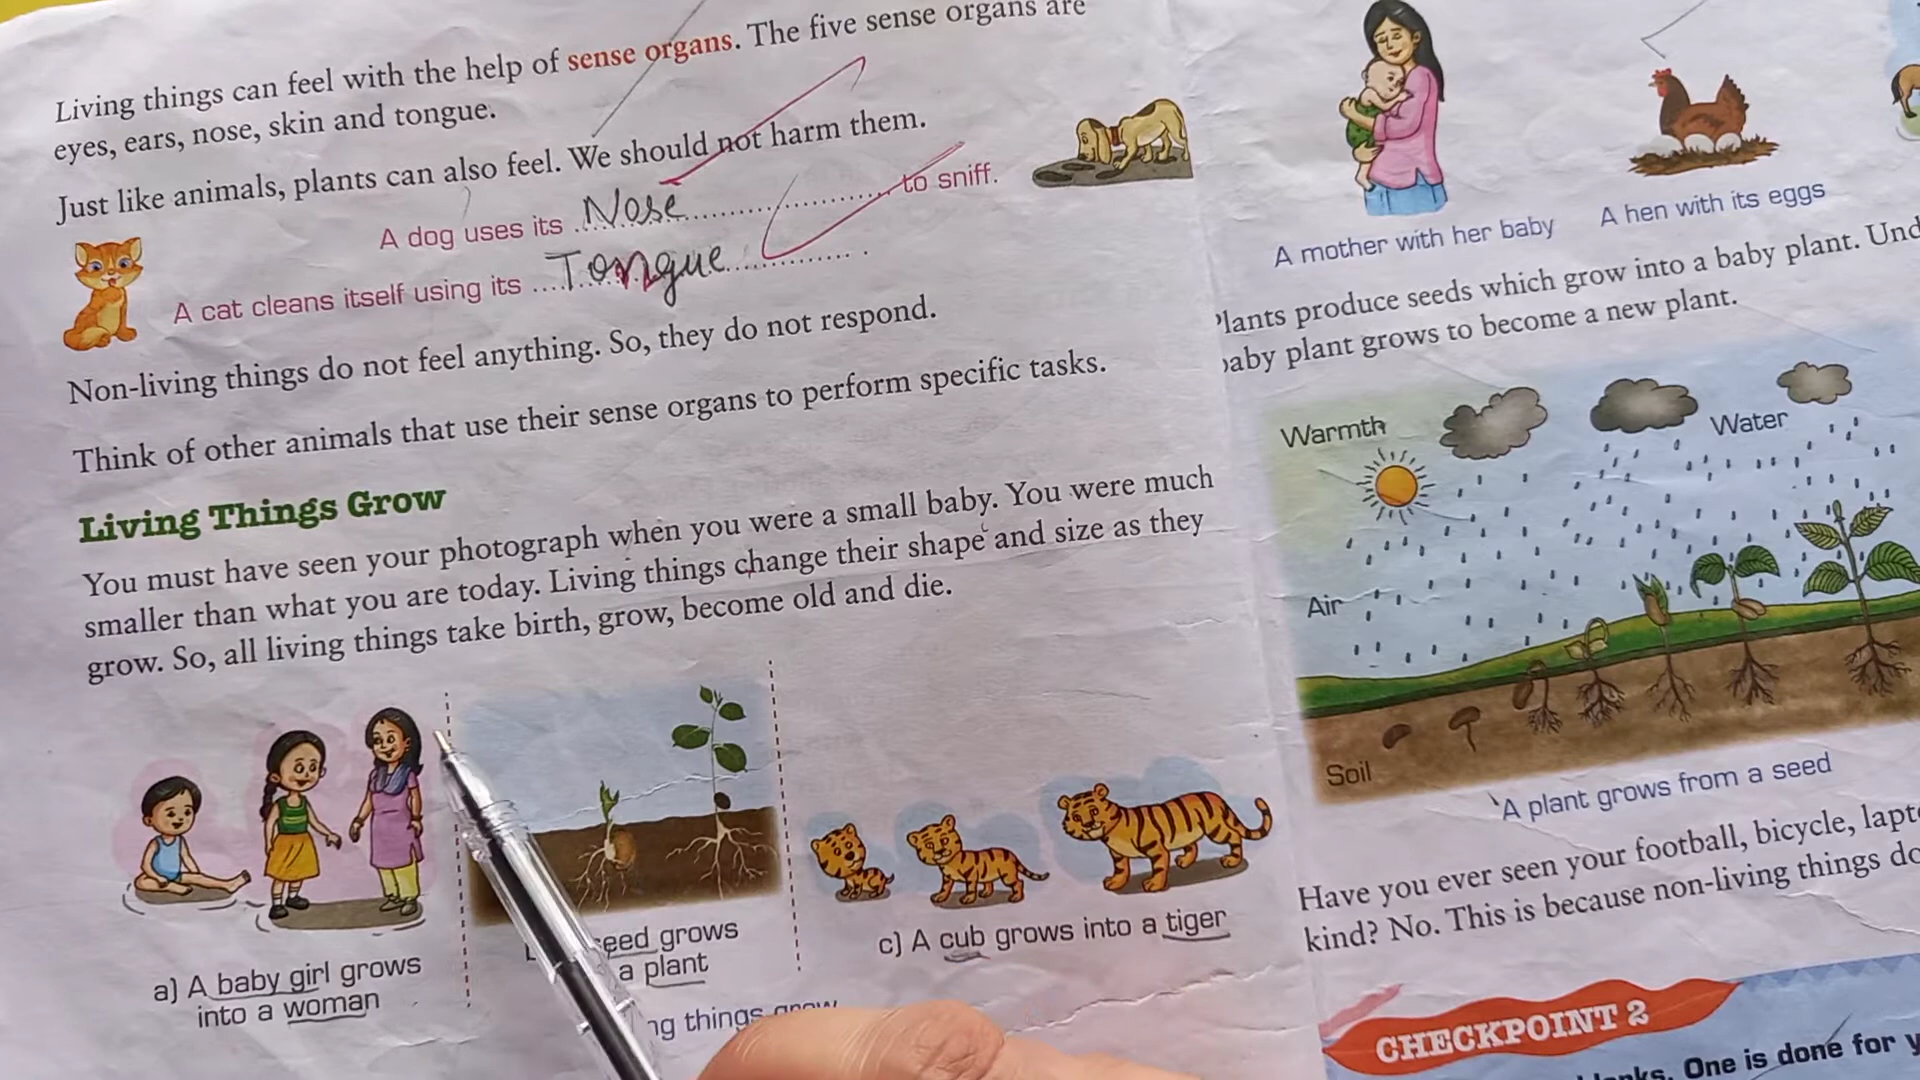 Living things can feel with the help of sense organs. The five sense organs are
eyes, ears, nose, skin and tongue.
Just like animals, plants can also feel. We should not harm them.
A dog uses its Nose to sniff.
A cat cleans itself using its Tongue.
Non-living things do not feel anything. So, they do not respond.
Think of other animals that use their sense organs to perform specific tasks.
Living Things Grow
You must have seen your photograph when you were a small baby. You were much
smaller than what you are today. Living things change their shape and size as they
grow. So, all living things take birth, grow, become old and die.
a) A baby girl grows
into a woman
grows
a plant
c) A cub grows into a tiger
things grow
A mother with her baby
A hen with its eggs
Plants produce seeds which grow into a baby plant.
baby plant grows to become a new plant.
Warmth
Water
Air
Soil
A plant grows from a seed
Have you ever seen your football, bicycle,
kind? No. This is because non-living things
CHECKPOINT 2
One is done for